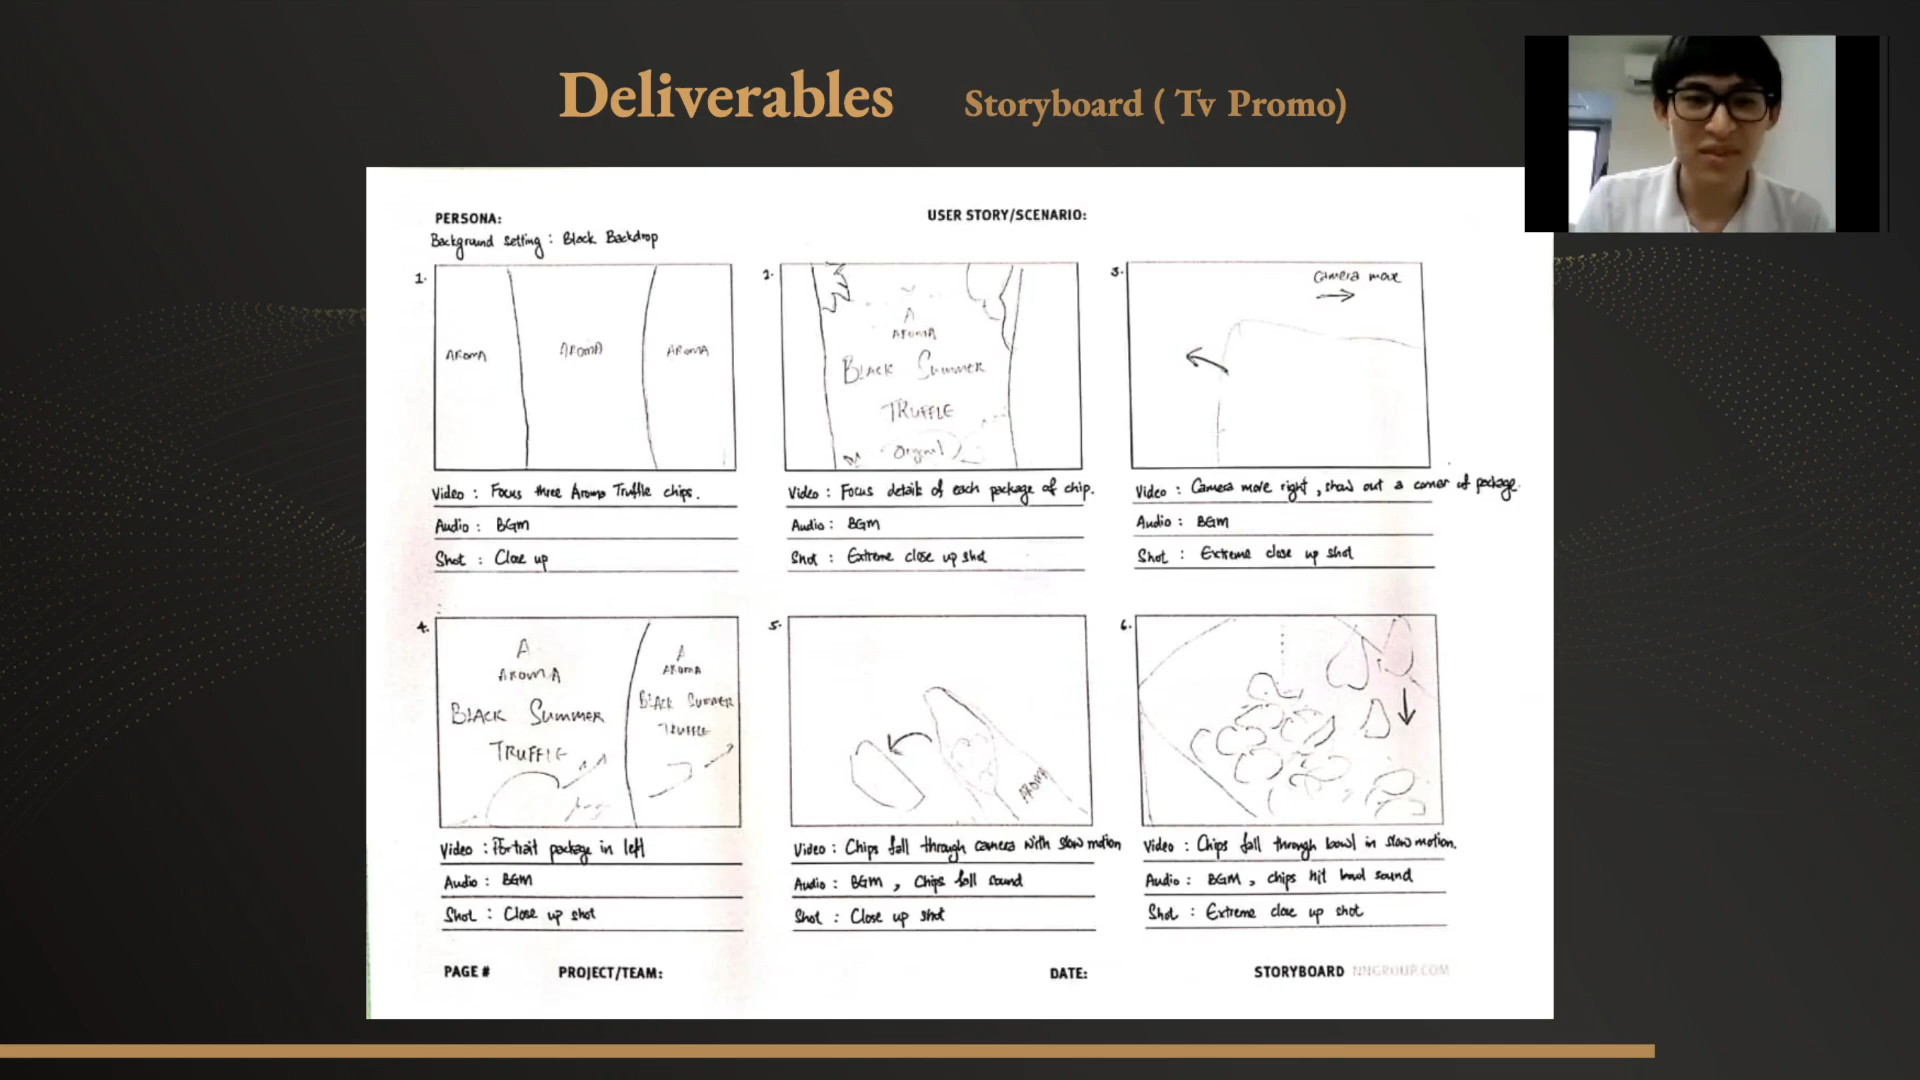 Deliverables Storyboard ( Tv Promo)
PERSONA: USER STORY/SCENARIO:
Background setting : Black Backdrop
1.
AROMA AROMA AROMA
Video : Focus three Aroma Truffle chips.
Audio : BGM
Shot : Close up
2.
A
AROMA
BLACK SUMMER
TRUFFLE
Original
Video : Focus details of each package of chip.
Audio : BGM
Shot : Extreme close up shot
3.
Camera move
Video : Camera move right, show out a corner of package.
Audio : BGM
Shot : Extreme close up shot
4.
A
AROMA
BLACK SUMMER
TRUFFLE
A
AROMA
BLACK SUMMER
TRUFFLE
Video : Portrait package in left
Audio : BGM
Shot : Close up shot
5.
AROMA
Video : Chips fall through camera with slow motion
Audio : BGM , Chips fall sound
Shot : Close up shot
6.
Video : Chips fall through bowl in slow motion.
Audio : BGM , chips hit bowl sound
Shot : Extreme close up shot
PAGE # PROJECT/TEAM: DATE: STORYBOARD NNGROUP.COM